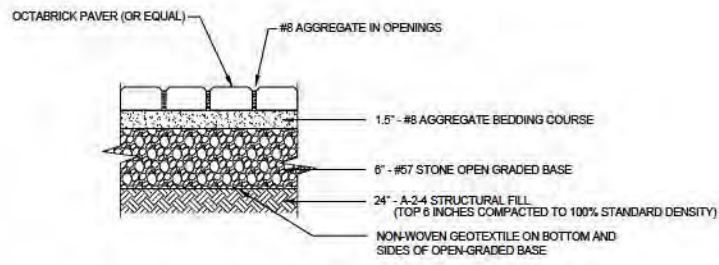 OCTABRICK PAVER (OR EQUAL)
#8 AGGREGATE IN OPENINGS
1.5" - #8 AGGREGATE BEDDING COURSE
6" - #57 STONE OPEN GRADED BASE
24" - A-2-4 STRUCTURAL FILL
(TOP 6 INCHES COMPACTED TO 100% STANDARD DENSITY)
NON-WOVEN GEOTEXTILE ON BOTTOM AND
SIDES OF OPEN-GRADED BASE